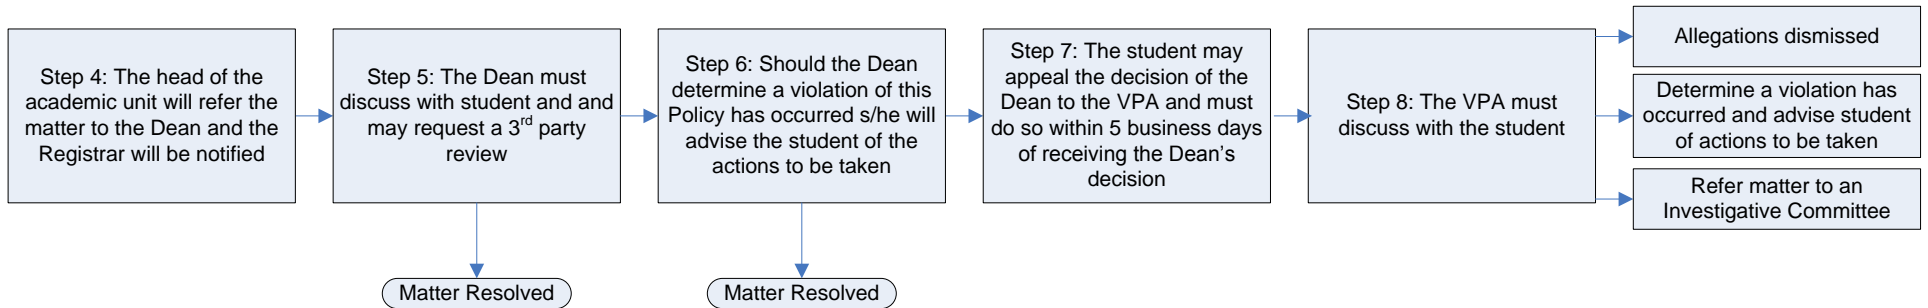 Step 4: The head of the
academic unit will refer the
matter to the Dean and the
Registrar will be notified
Step 5: The Dean must
discuss with student and and
may request a 3rd party
review
Step 6: Should the Dean
determine a violation of this
Policy has occurred s/he will
advise the student of the
actions to be taken
Step 7: The student may
appeal the decision of the
Dean to the VPA and must
do so within 5 business days
of receiving the Dean’s
decision
Step 8: The VPA must
discuss with the student
Allegations dismissed
Determine a violation has
occurred and advise student
of actions to be taken
Refer matter to an
Investigative Committee
Matter Resolved
Matter Resolved